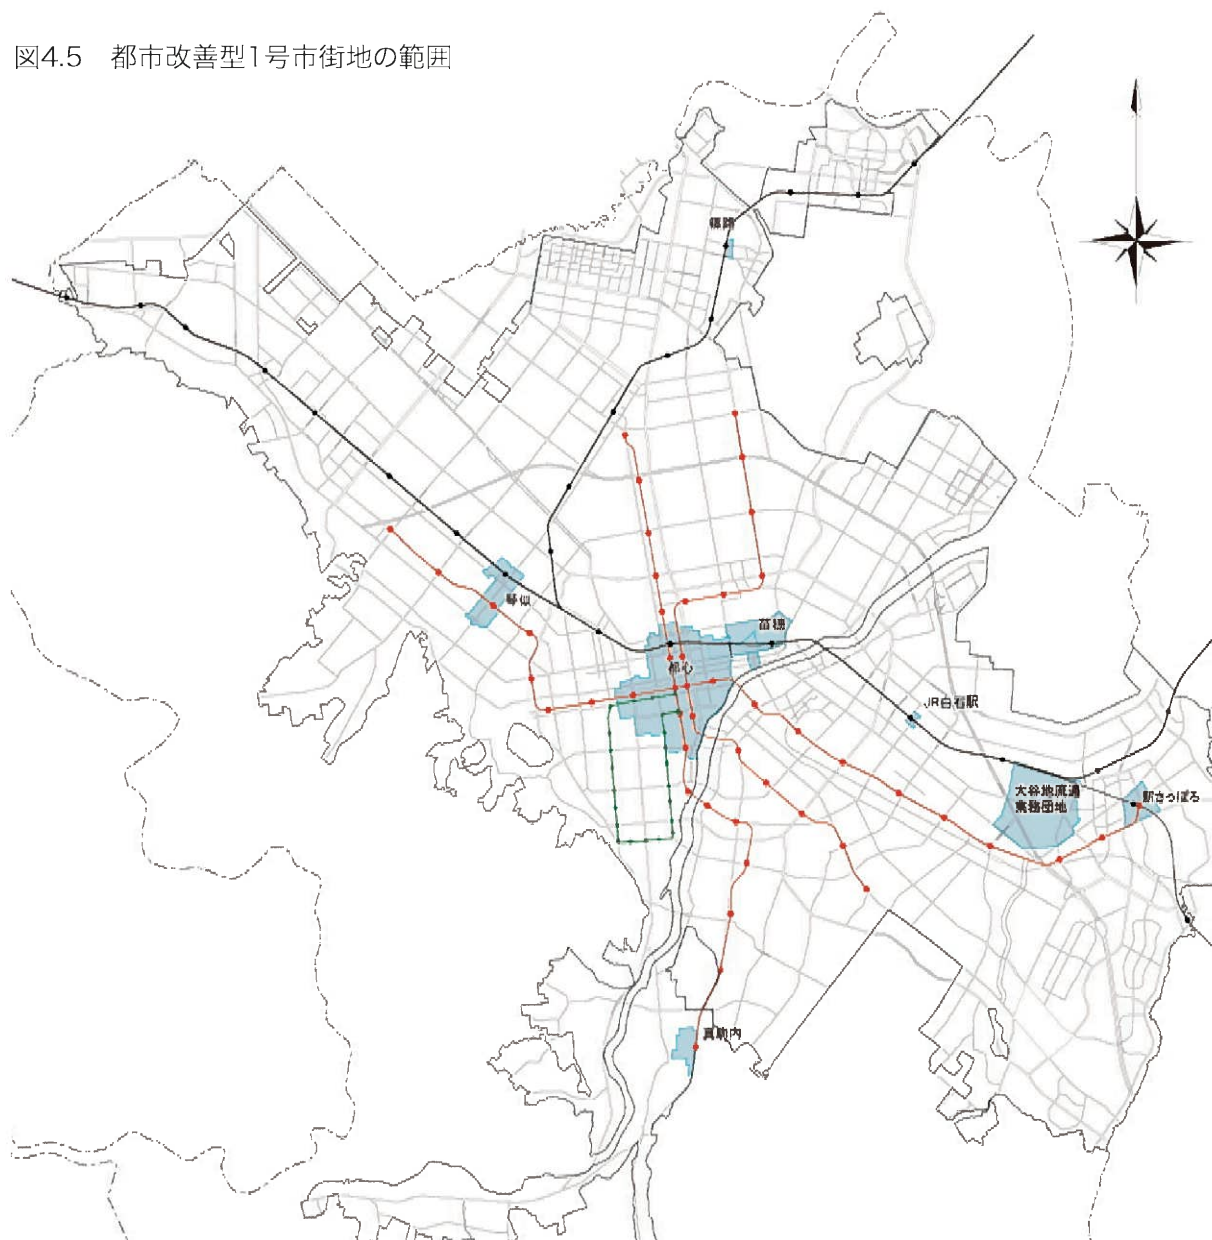 図4.5　都市改善型1号市街地の範囲
篠路
琴似
苗穂
都心
JR白石駅
大谷地流通
業務団地
新さっぽろ
真駒内